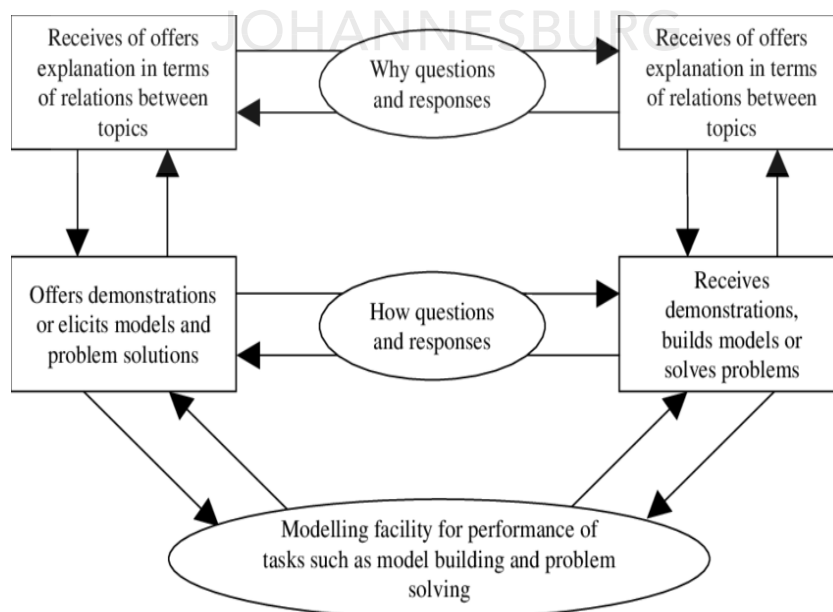 JOHANNESBURG
Receives of offers
explanation in terms
of relations between
topics
Why questions
and responses
Receives of offers
explanation in terms
of relations between
topics
Offers demonstrations
or elicits models and
problem solutions
How questions
and responses
Receives
demonstrations,
builds models or
solves problems
Modelling facility for performance of
tasks such as model building and problem
solving